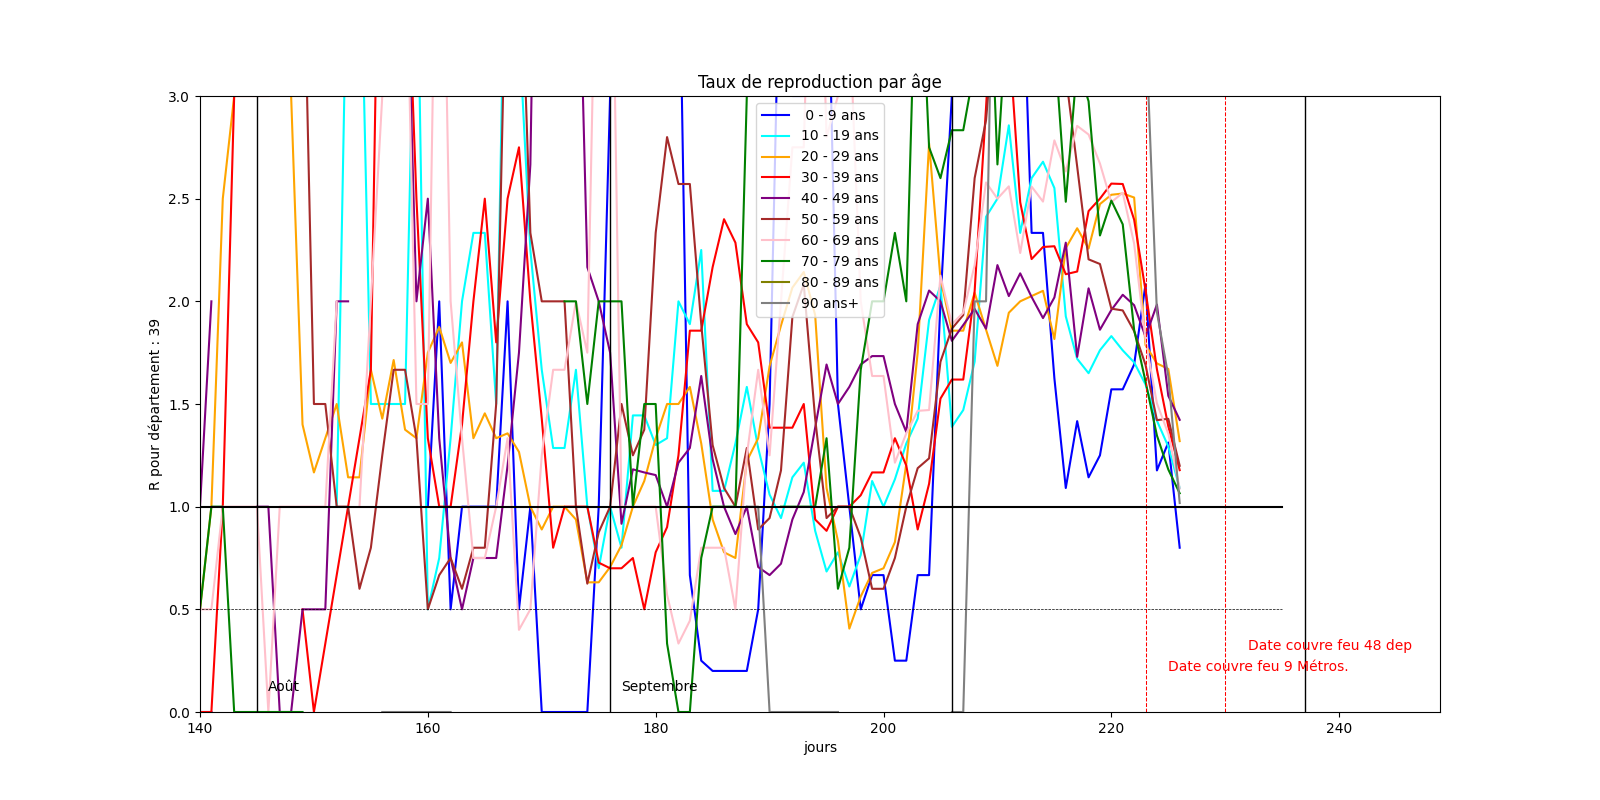 Taux de reproduction par âge
R pour département : 39
3.0
2.5
2.0
1.5
1.0
0.5
0.0
0 - 9 ans
10 - 19 ans
20 - 29 ans
30 - 39 ans
40 - 49 ans
50 - 59 ans
60 - 69 ans
70 - 79 ans
80 - 89 ans
90 ans+
Date couvre feu 48 dep
Date couvre feu 9 Métros.
Août
Septembre
140
160
180
200
220
240
jours